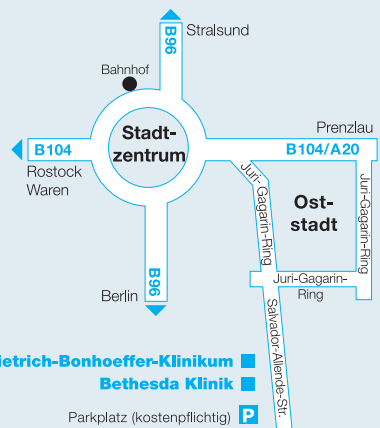 B96
Stralsund
Bahnhof
Stadt-
zentrum
Prenzlau
B104
B104/A20
Rostock
Waren
Juri-Gagarin-Ring
Juri-Gagarin-Ring
Ost-
stadt
Juri-Gagarin-
Ring
B96
Berlin
Salvador-Allende-Str.
ietrich-Bonhoeffer-Klinikum
Bethesda Klinik
Parkplatz (kostenpflichtig) P